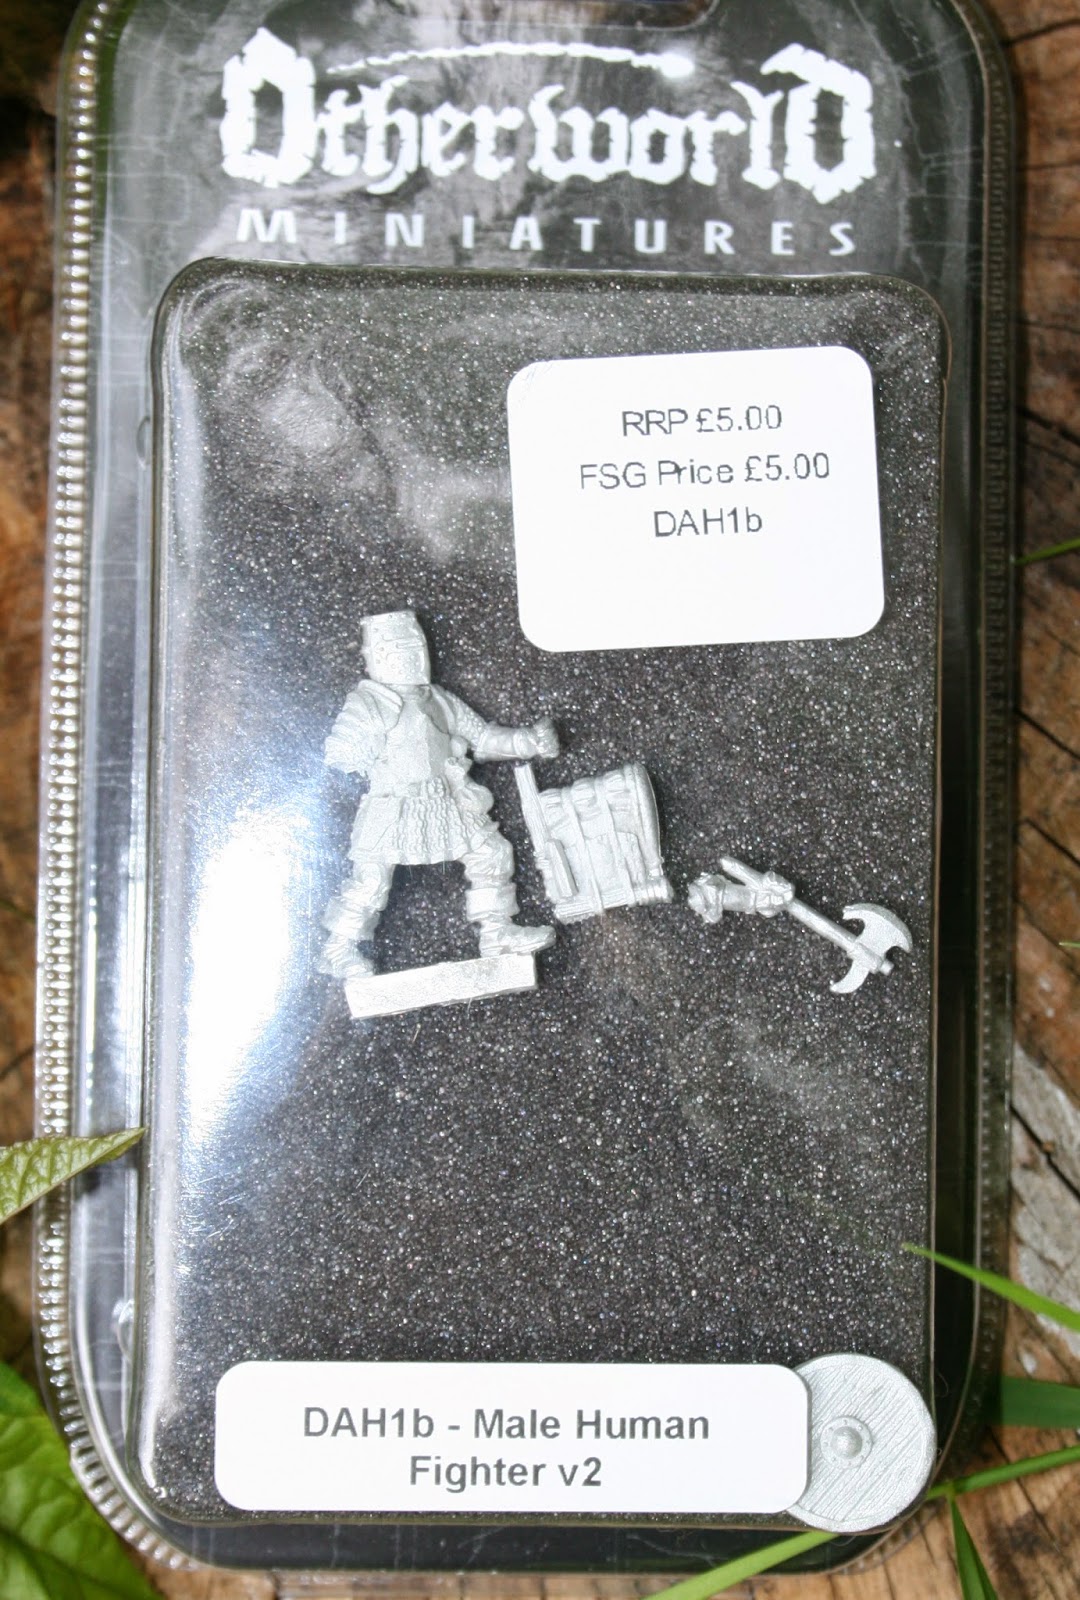 Otherworld
MINIATURES
RRP £5.00
FSG Price £5.00
DAH1b
DAH1b - Male Human
Fighter v2